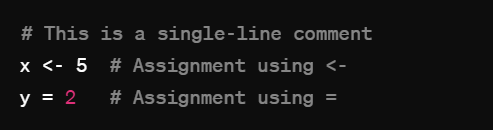 # This is a single-line comment
x <- 5  # Assignment using <-
y = 2   # Assignment using =